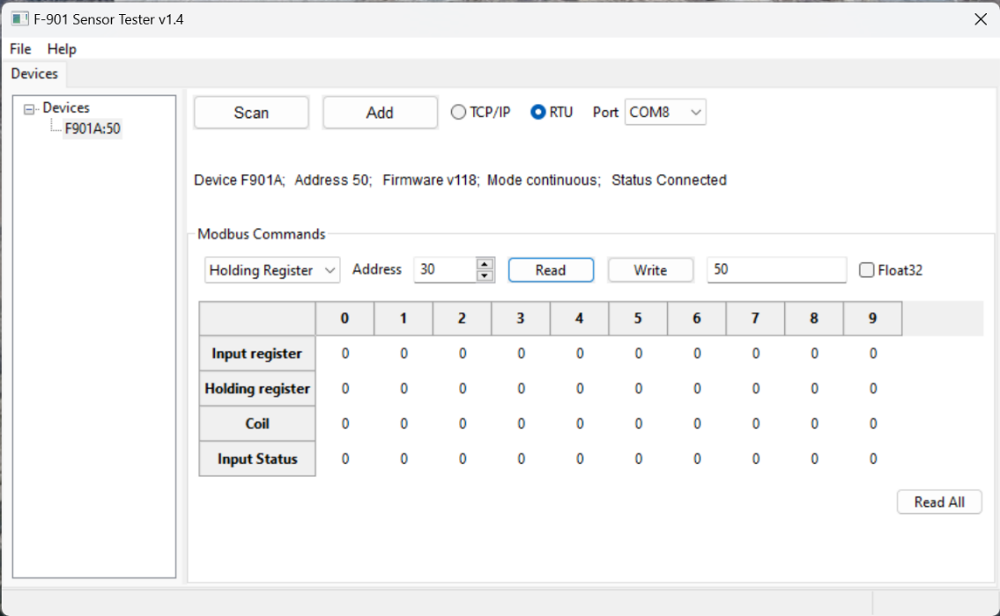 F-901 Sensor Tester v1.4
File Help
Devices
Devices
F901A:50
Scan Add TCP/IP RTU Port COM8
Device F901A; Address 50; Firmware v118; Mode continuous; Status Connected
Modbus Commands
Holding Register Address 30 Read Write 50 Float32
0 1 2 3 4 5 6 7 8 9
Input register 0 0 0 0 0 0 0 0 0 0
Holding register 0 0 0 0 0 0 0 0 0 0
Coil 0 0 0 0 0 0 0 0 0 0
Input Status 0 0 0 0 0 0 0 0 0 0
Read All